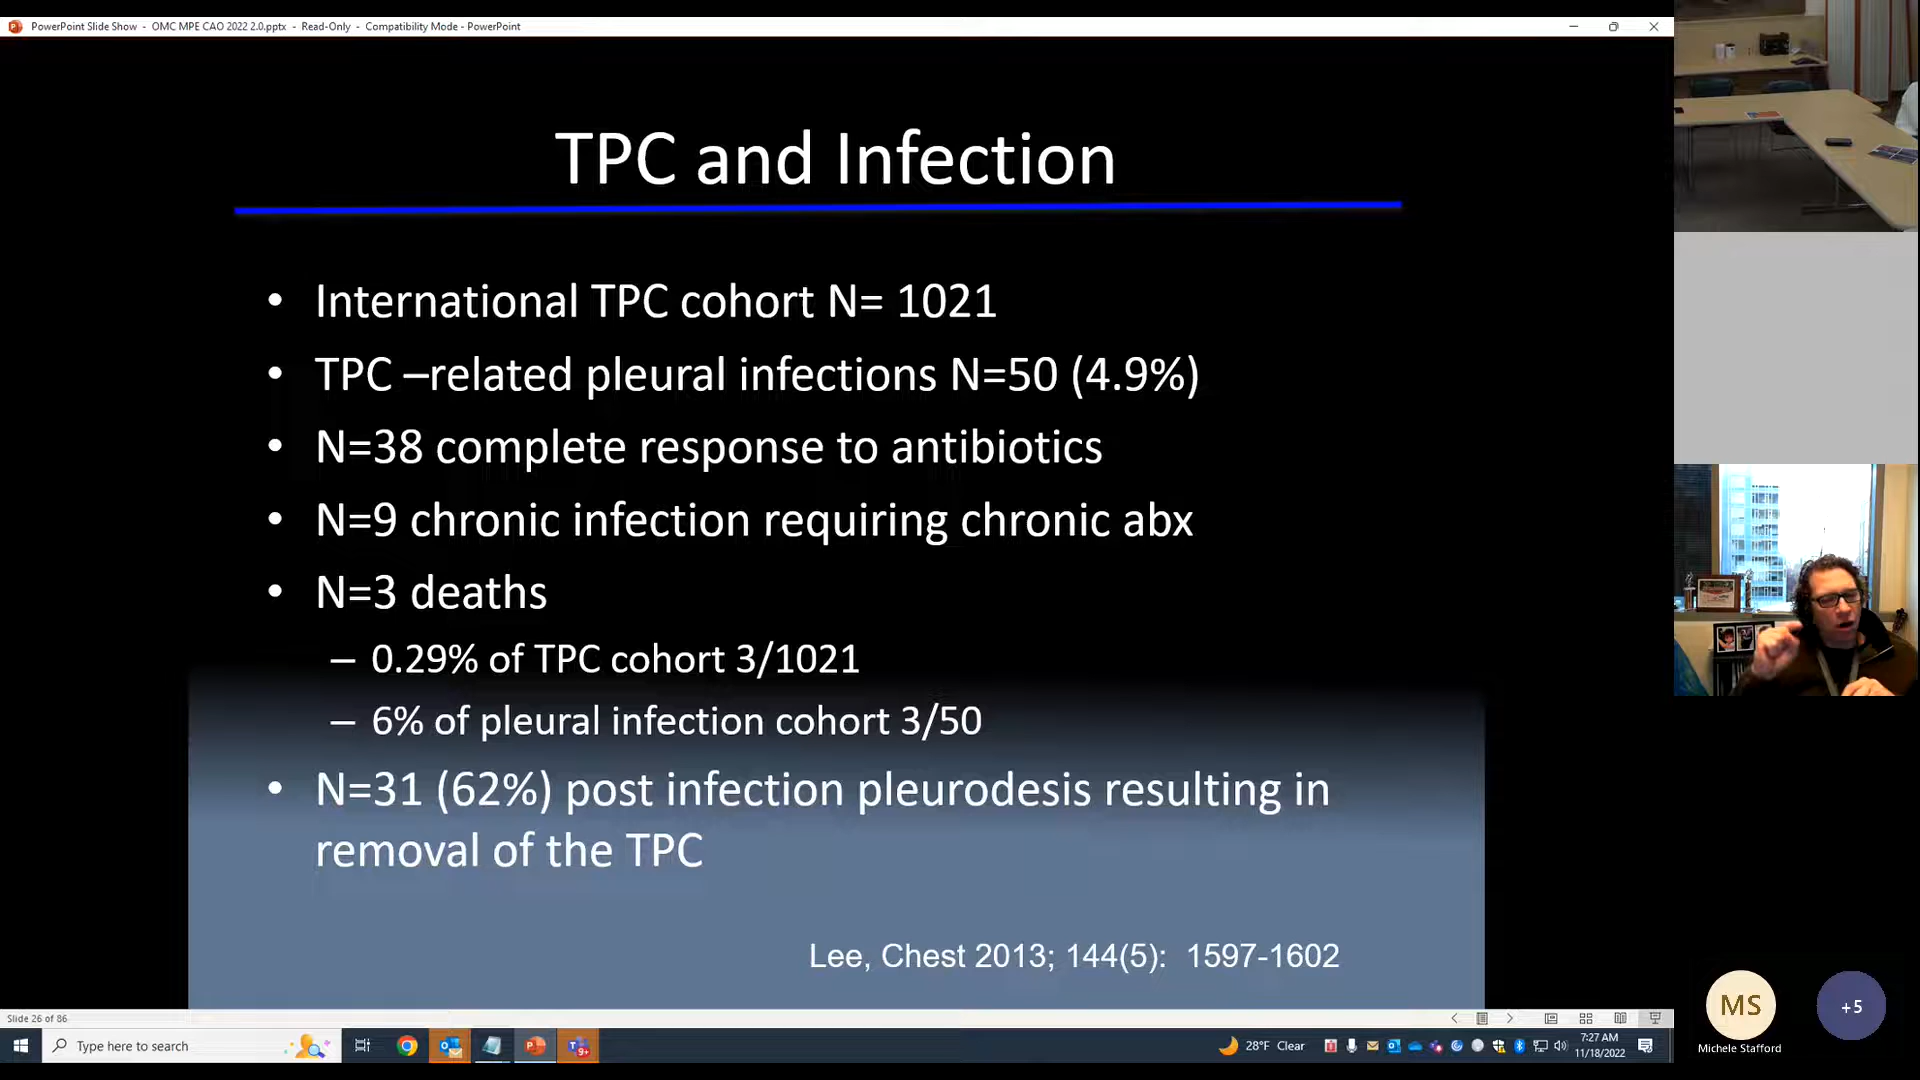 PowerPoint Slide Show - OMC MPE CAO 2022 2.0.pptx - Read-Only - Compatibility Mode - PowerPoint
TPC and Infection
• International TPC cohort N= 1021
• TPC –related pleural infections N=50 (4.9%)
• N=38 complete response to antibiotics
• N=9 chronic infection requiring chronic abx
• N=3 deaths
– 0.29% of TPC cohort 3/1021
– 6% of pleural infection cohort 3/50
• N=31 (62%) post infection pleurodesis resulting in
removal of the TPC
Lee, Chest 2013; 144(5): 1597-1602
Slide 26 of 86
Type here to search
28°F Clear
7:27 AM
11/18/2022
MS
+5
Michele Stafford